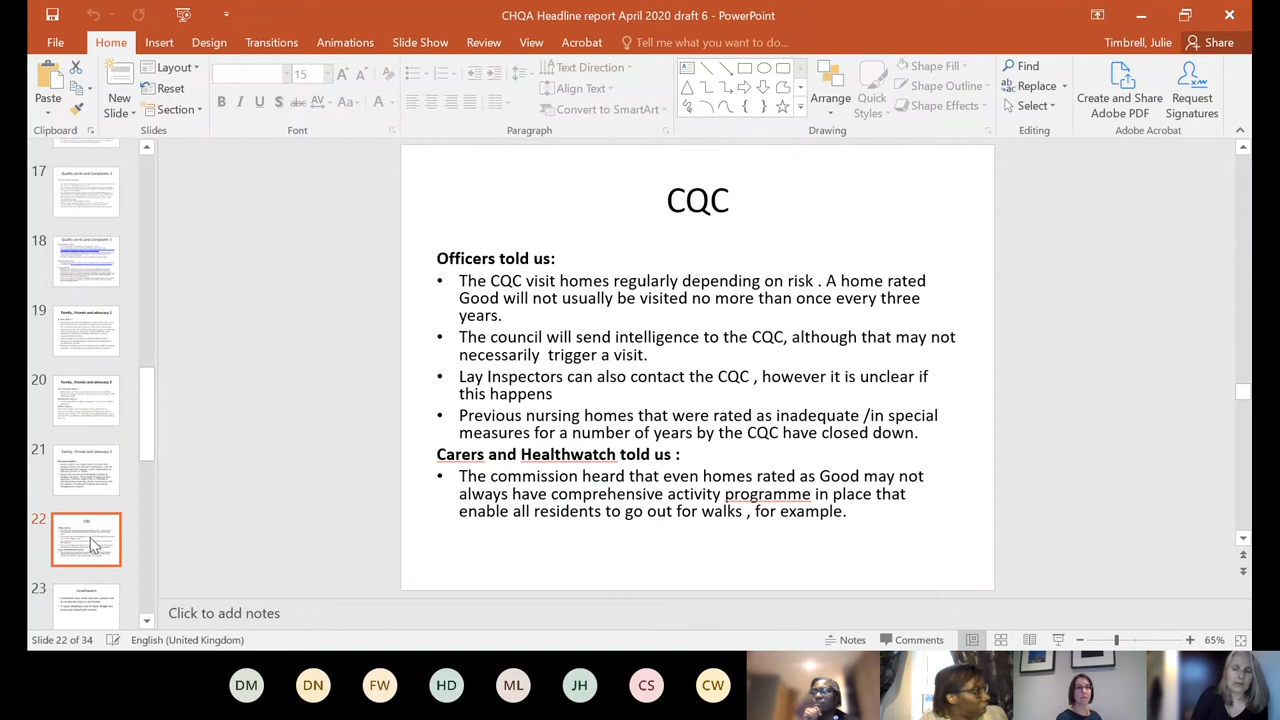 CHQA Headline report April 2020 draft 6 - PowerPoint
File Home Insert Design Transitions Animations Slide Show Review View Acrobat Tell me what you want to do... Timbrell, Julie Share
Paste
New Slide
Layout
Reset
Section
15
B I U S abc AV Aa A
Text Direction
Align Text
Convert to SmartArt
Arrange
Quick Styles
Shape Fill
Shape Outline
Shape Effects
Find
Replace
Select
Create and Share Adobe PDF
Request Signatures
Clipboard Slides Font Paragraph Drawing Editing Adobe Acrobat
17
18
19
20
21
22
23
CQC
Officers told us:
• The CQC visit homes regularly depending on risk . A home rated
Good will not usually be visited no more than once every three
years.
• The council will send intelligence to the CQC, although that may not
necessarily trigger a visit.
• Lay Inspectors can also contact the CQC , however it is unclear if
this happens
• Previous nursing homes that were rated as inadequate /in special
measures for a number of years by the CQC have closed down.
Carers and Healthwatch told us :
• The commission heard that even homes rated as Good may not
always have comprehensive activity programme in place that
enable all residents to go out for walks , for example.
Click to add notes
Slide 22 of 34 English (United Kingdom) Notes Comments 65%
DM DN FW HD ML JH CS CW